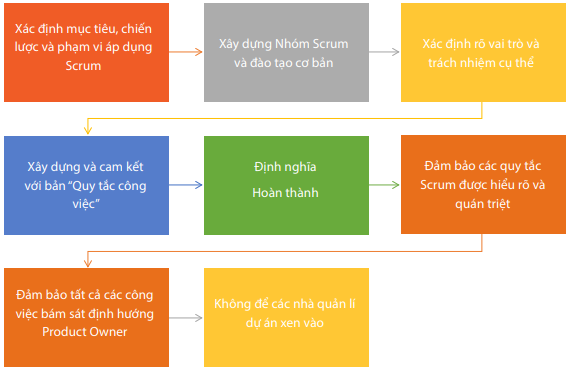 Xác định mục tiêu, chiến
lược và phạm vi áp dụng
Scrum
Xây dựng Nhóm Scrum
và đào tạo cơ bản
Xác định rõ vai trò và
trách nhiệm cụ thể
Xây dựng và cam kết
với bản “Quy tắc công
việc”
Định nghĩa
Hoàn thành
Đảm bảo các quy tắc
Scrum được hiểu rõ và
quán triệt
Đảm bảo tất cả các công
việc bám sát định hướng
Product Owner
Không để các nhà quản lí
dự án xen vào